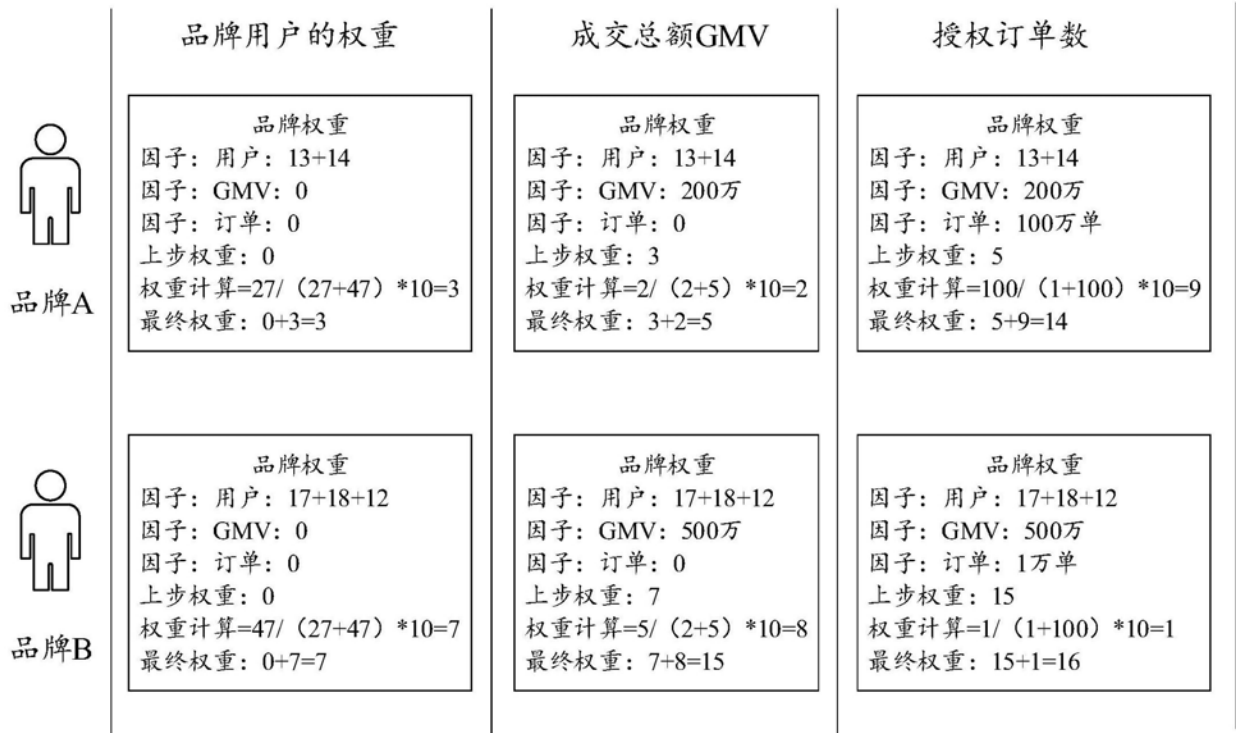 品牌用户的权重
成交总额GMV
授权订单数
品牌A
品牌权重
因子：用户：13+14
因子：GMV：0
因子：订单：0
上步权重：0
权重计算=27/（27+47）*10=3
最终权重：0+3=3
品牌权重
因子：用户：13+14
因子：GMV：200万
因子：订单：0
上步权重：3
权重计算=2/（2+5）*10=2
最终权重：3+2=5
品牌权重
因子：用户：13+14
因子：GMV：200万
因子：订单：100万单
上步权重：5
权重计算=100/（1+100）*10=9
最终权重：5+9=14
品牌B
品牌权重
因子：用户：17+18+12
因子：GMV：0
因子：订单：0
上步权重：0
权重计算=47/（27+47）*10=7
最终权重：0+7=7
品牌权重
因子：用户：17+18+12
因子：GMV：500万
因子：订单：0
上步权重：7
权重计算=5/（2+5）*10=8
最终权重：7+8=15
品牌权重
因子：用户：17+18+12
因子：GMV：500万
因子：订单：1万单
上步权重：15
权重计算=1/（1+100）*10=1
最终权重：15+1=16